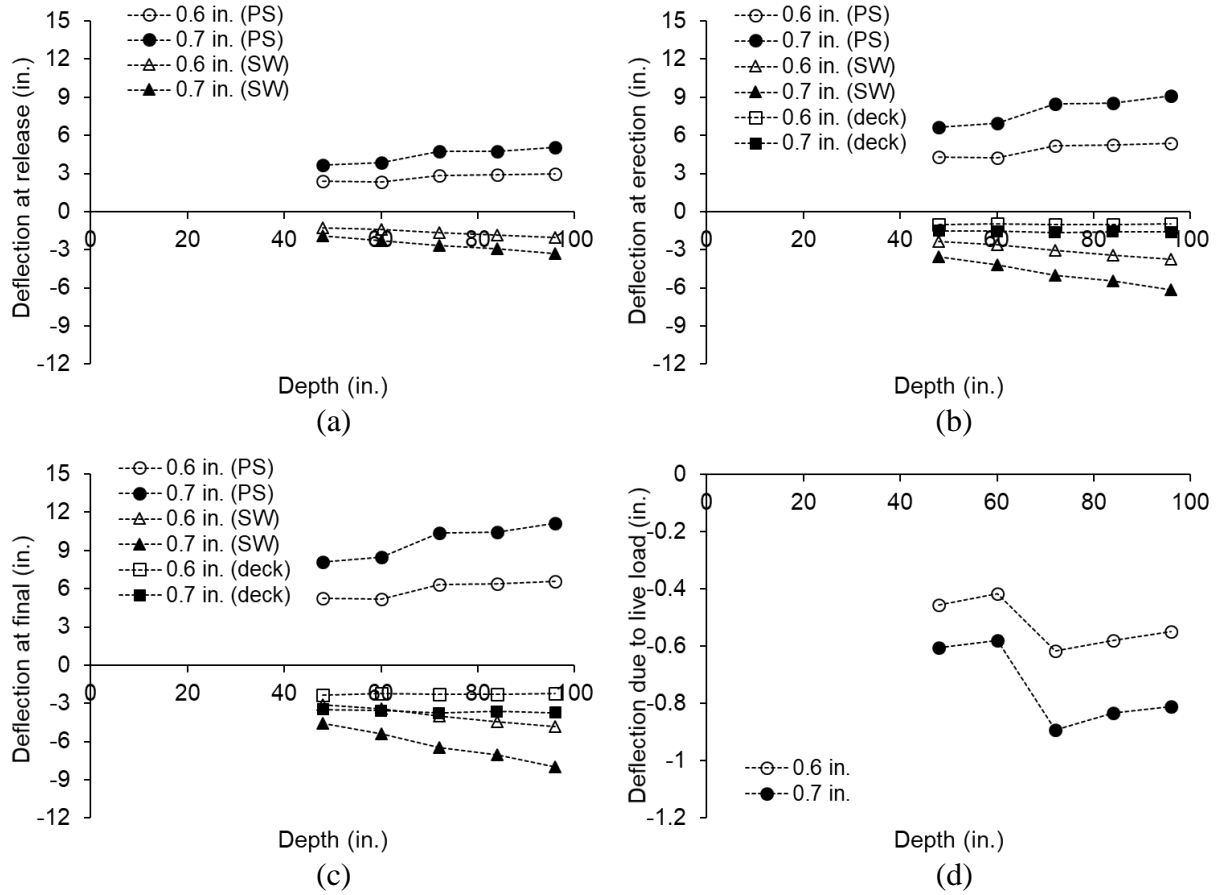 0.6 in. (PS)
0.7 in. (PS)
0.6 in. (SW)
0.7 in. (SW)
15
12
9
6
3
0
-3
-6
-9
-12
0
20
40
60
80
100
Deflection at release (in.)
Depth (in.)
(a)
0.6 in. (PS)
0.7 in. (PS)
0.6 in. (SW)
0.7 in. (SW)
0.6 in. (deck)
0.7 in. (deck)
15
12
9
6
3
0
-3
-6
-9
-12
0
20
40
60
80
100
Deflection at erection (in.)
Depth (in.)
(b)
0.6 in. (PS)
0.7 in. (PS)
0.6 in. (SW)
0.7 in. (SW)
0.6 in. (deck)
0.7 in. (deck)
15
12
9
6
3
0
-3
-6
-9
-12
0
20
40
60
80
100
Deflection at final (in.)
Depth (in.)
(c)
0
-0.2
-0.4
-0.6
-0.8
-1
-1.2
0
20
40
60
80
100
Deflection due to live load (in.)
0.6 in.
0.7 in.
Depth (in.)
(d)